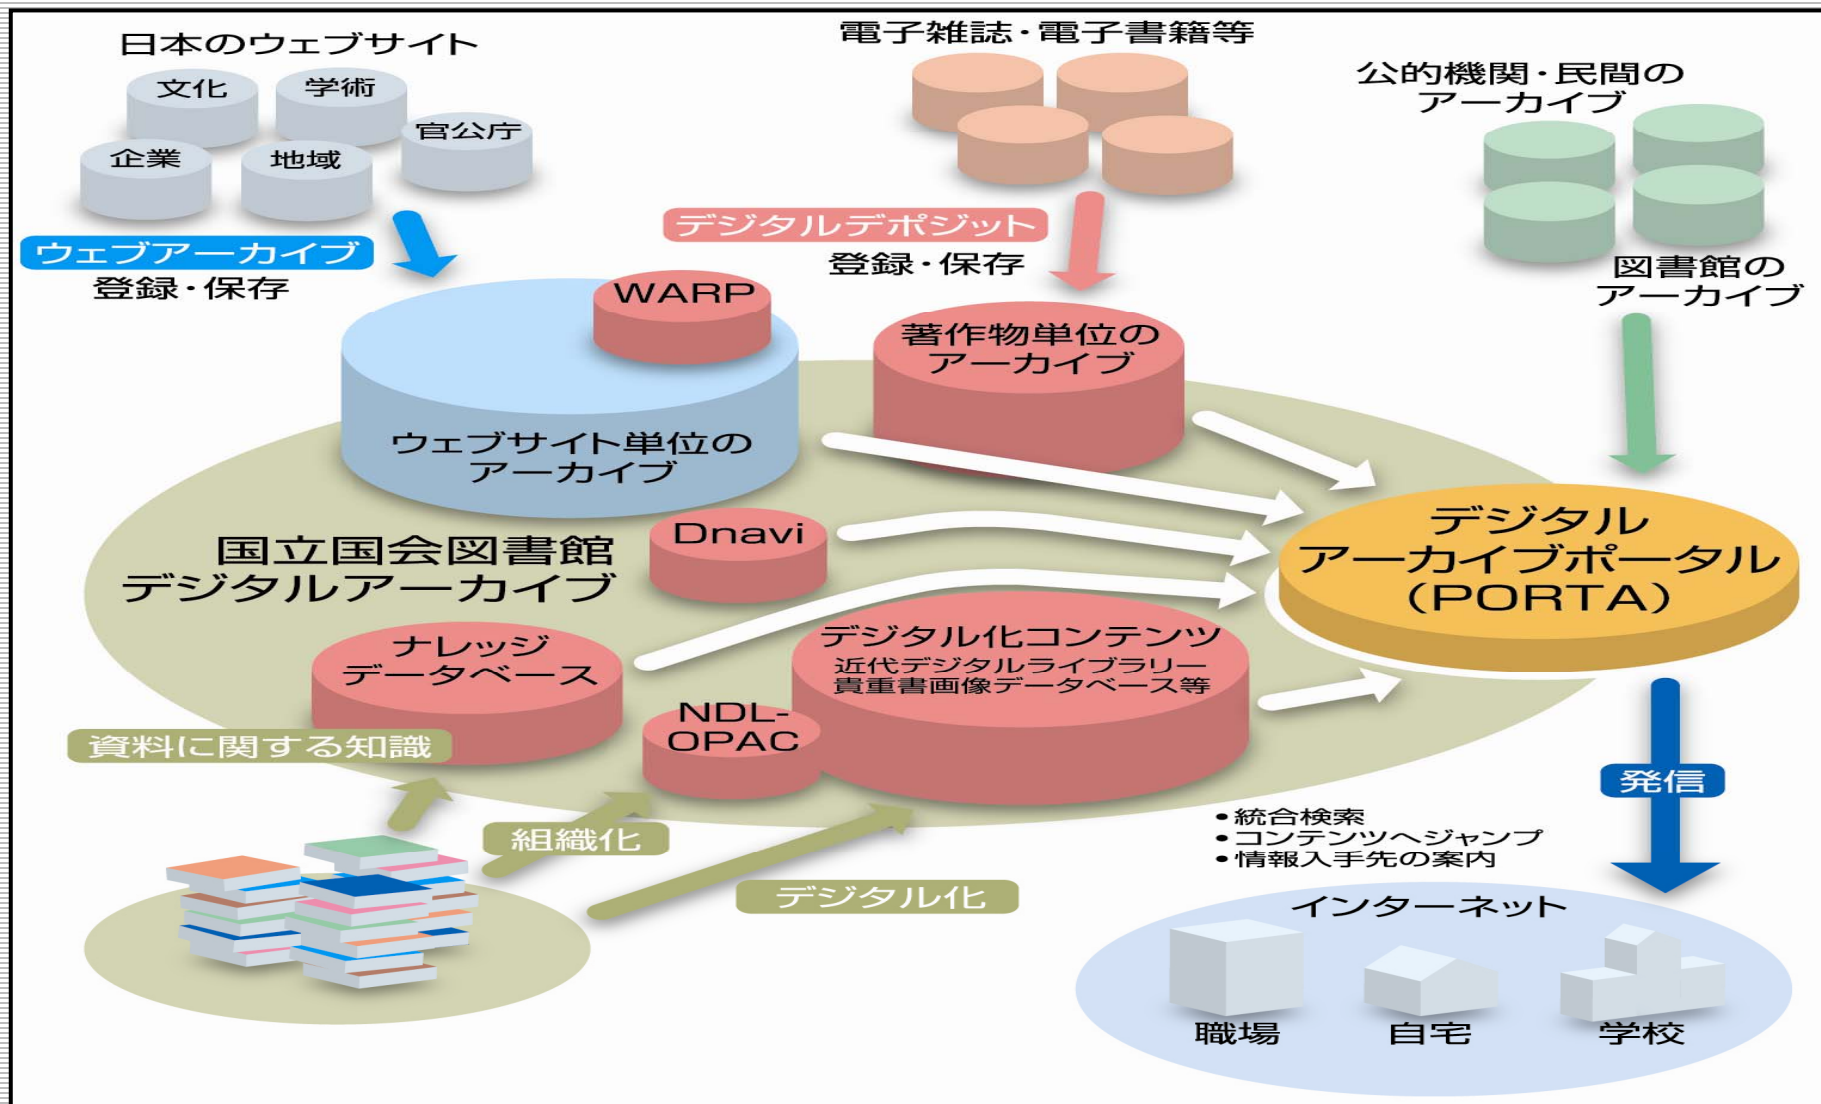 日本のウェブサイト
文化
学術
官公庁
企業
地域
ウェブアーカイブ
登録・保存
電子雑誌・電子書籍等
デジタルデポジット
登録・保存
公的機関・民間の
アーカイブ
図書館の
アーカイブ
WARP
ウェブサイト単位の
アーカイブ
著作物単位の
アーカイブ
国立国会図書館
デジタルアーカイブ
Dnavi
ナレッジ
データベース
デジタル化コンテンツ
近代デジタルライブラリー
貴重書画像データベース等
NDL-
OPAC
デジタル
アーカイブポータル
(PORTA)
資料に関する知識
組織化
デジタル化
発信
•統合検索
•コンテンツへジャンプ
•情報入手先の案内
インターネット
職場
自宅
学校